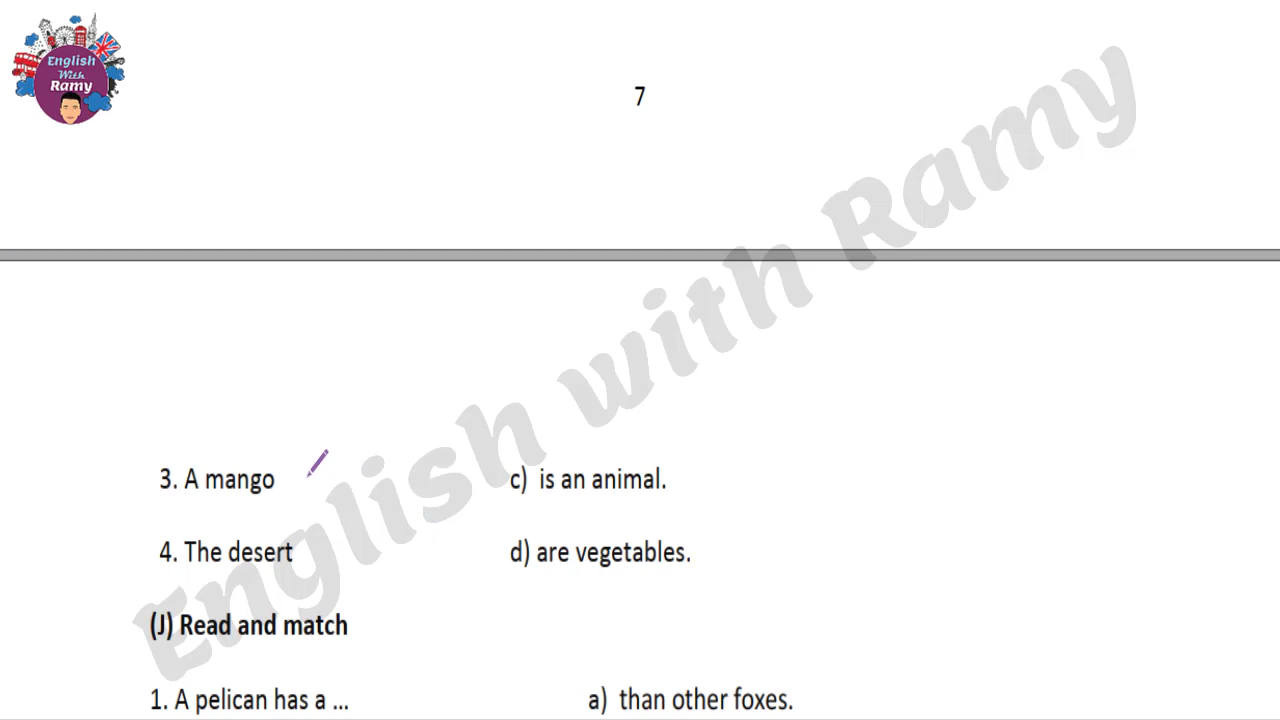 English
With
Ramy
7
English with Ramy
3. A mango c) is an animal.
4. The desert d) are vegetables.
(J) Read and match
1. A pelican has a ... a) than other foxes.